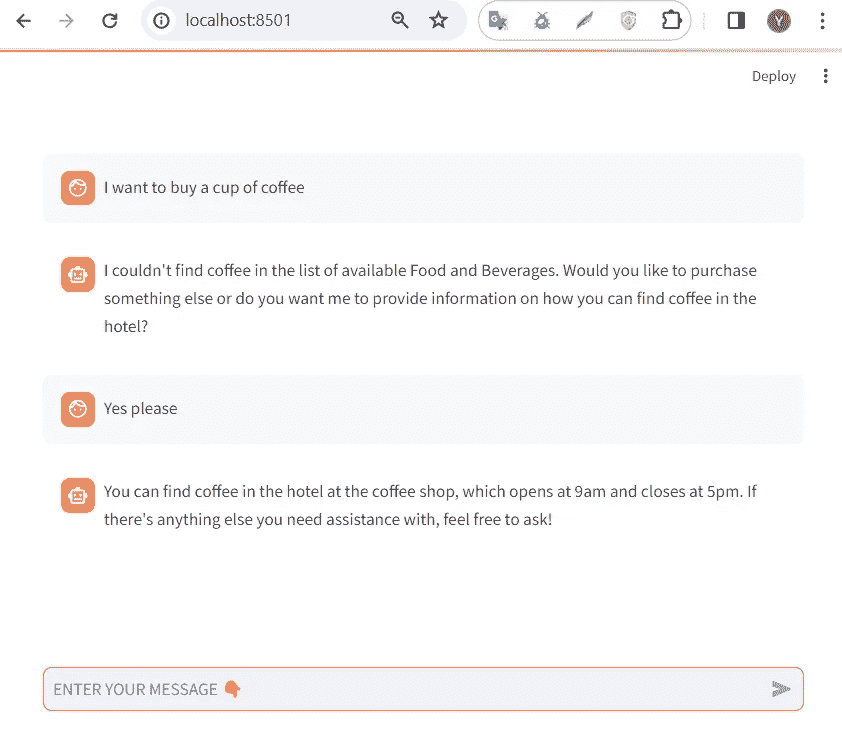 localhost:8501
Y
Deploy
I want to buy a cup of coffee
I couldn't find coffee in the list of available Food and Beverages. Would you like to purchase
something else or do you want me to provide information on how you can find coffee in the
hotel?
Yes please
You can find coffee in the hotel at the coffee shop, which opens at 9am and closes at 5pm. If
there's anything else you need assistance with, feel free to ask!
ENTER YOUR MESSAGE 👇